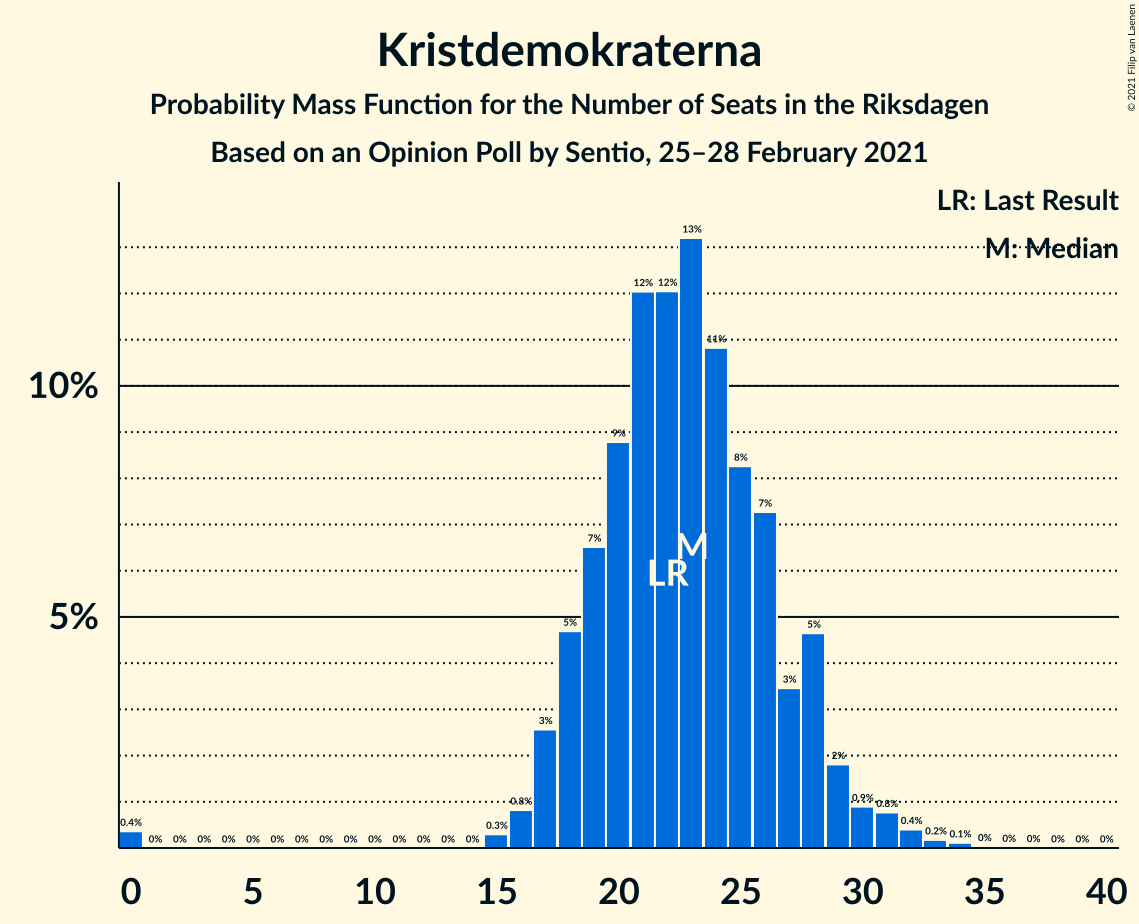 Kristdemokraterna
Probability Mass Function for the Number of Seats in the Riksdagen
Based on an Opinion Poll by Sentio, 25–28 February 2021
© 2021 Filip van Laenen
LR: Last Result
M: Median
10%
5%
0.4% 0% 0% 0% 0% 0% 0% 0% 0% 0% 0% 0% 0% 0% 0% 0.3% 0.8% 3% 5% 7% 9% 12% 12% 13% 11% 8% 7% 3% 5% 2% 0.9% 0.8% 0.4% 0.2% 0.1% 0% 0% 0% 0% 0% 0%
M
LR
0 5 10 15 20 25 30 35 40